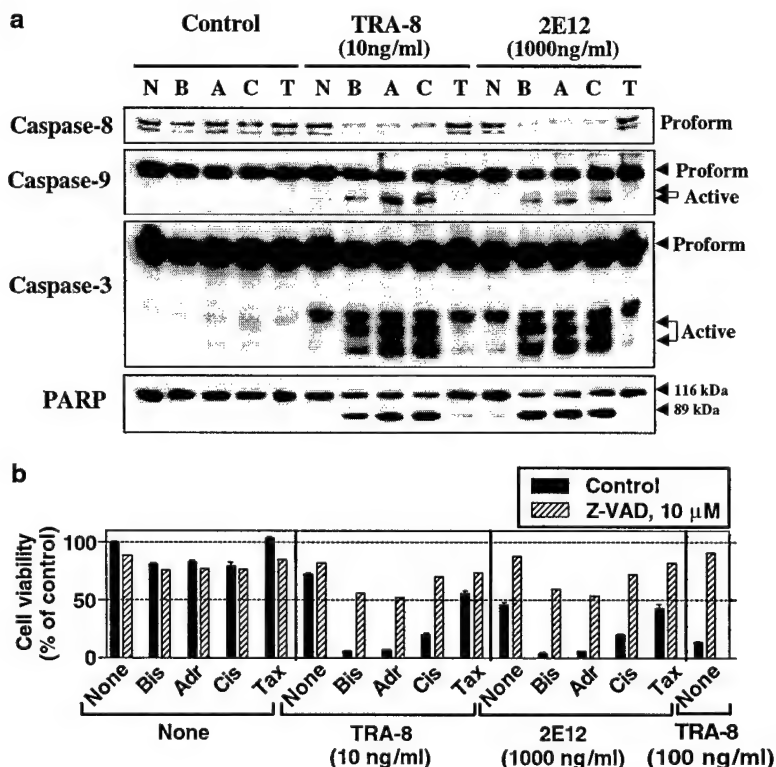 a
Control TRA-8 2E12
(10ng/ml) (1000ng/ml)
N B A C T N B A C T N B A C T
Caspase-8 Proform
Caspase-9 Proform
Active
Caspase-3 Proform
Active
PARP 116 kDa
89 kDa
b
Control
Z-VAD, 10 μM
Cell viability
(% of control)
100
50
0
None Bis Adr Cis Tax None Bis Adr Cis Tax None Bis Adr Cis Tax None
None TRA-8 2E12 TRA-8
(10 ng/ml) (1000 ng/ml) (100 ng/ml)